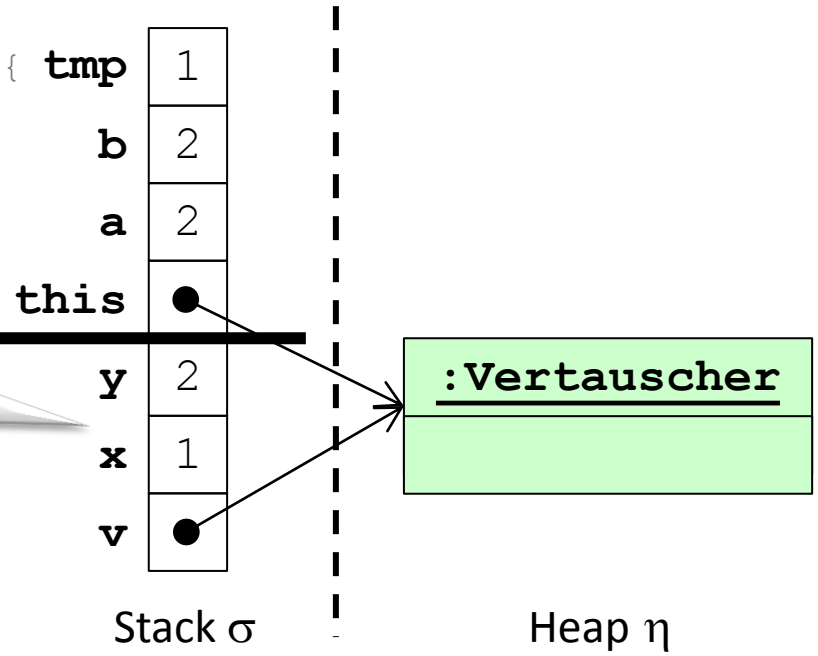 { tmp 1
b 2
a 2
this
y 2
:Vertauscher
x 1
v
Stack σ
Heap η